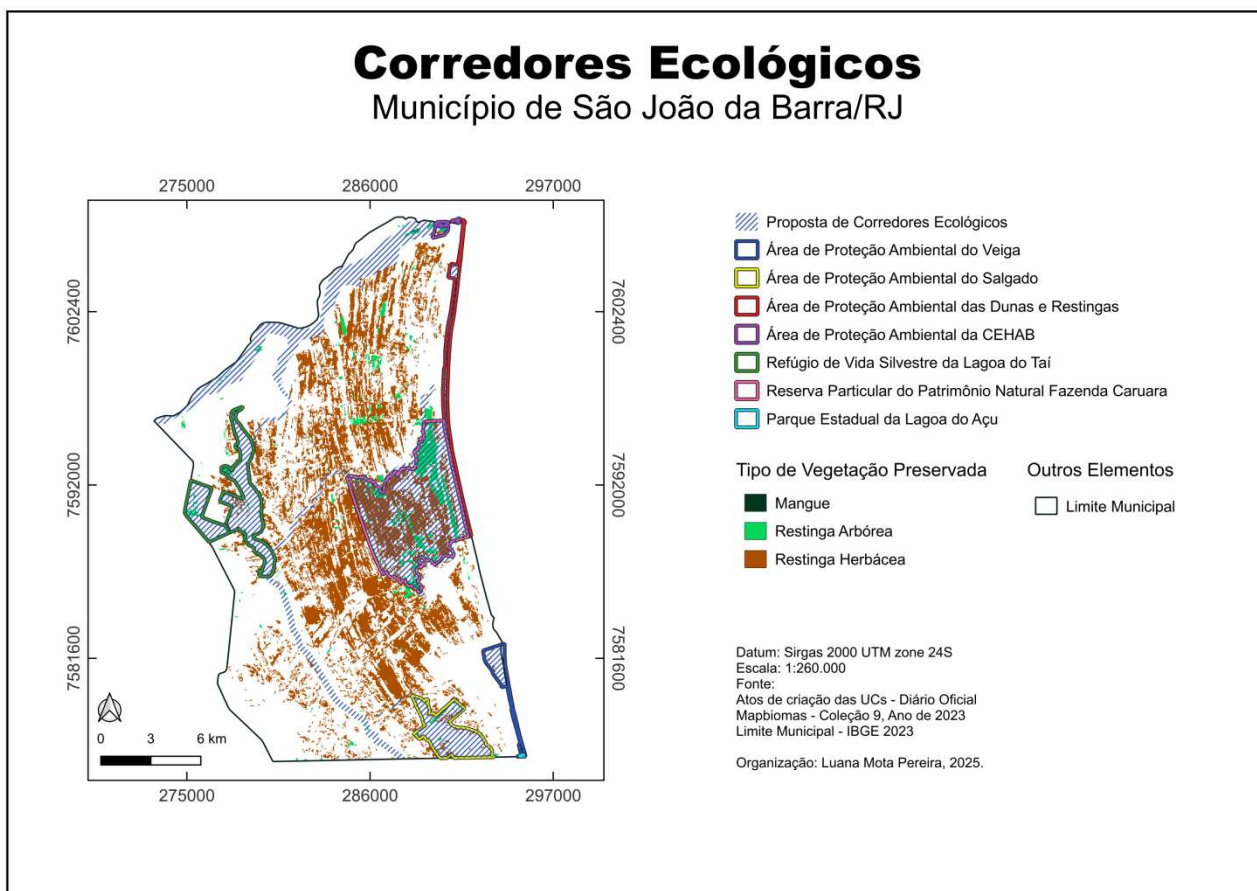 Corredores Ecológicos
Município de São João da Barra/RJ
275000 286000 297000
7602400 7602400
7592000 7592000
7581600 7581600
0 3 6 km
275000 286000 297000
Proposta de Corredores Ecológicos
Área de Proteção Ambiental do Veiga
Área de Proteção Ambiental do Salgado
Área de Proteção Ambiental das Dunas e Restingas
Área de Proteção Ambiental da CEHAB
Refúgio de Vida Silvestre da Lagoa do Taí
Reserva Particular do Patrimônio Natural Fazenda Caruara
Parque Estadual da Lagoa do Açu
Tipo de Vegetação Preservada
Mangue
Restinga Arbórea
Restinga Herbácea
Outros Elementos
Limite Municipal
Datum: Sirgas 2000 UTM zone 24S
Escala: 1:260.000
Fonte:
Atos de criação das UCs - Diário Oficial
Mapbiomas - Coleção 9, Ano de 2023
Limite Municipal - IBGE 2023
Organização: Luana Mota Pereira, 2025.